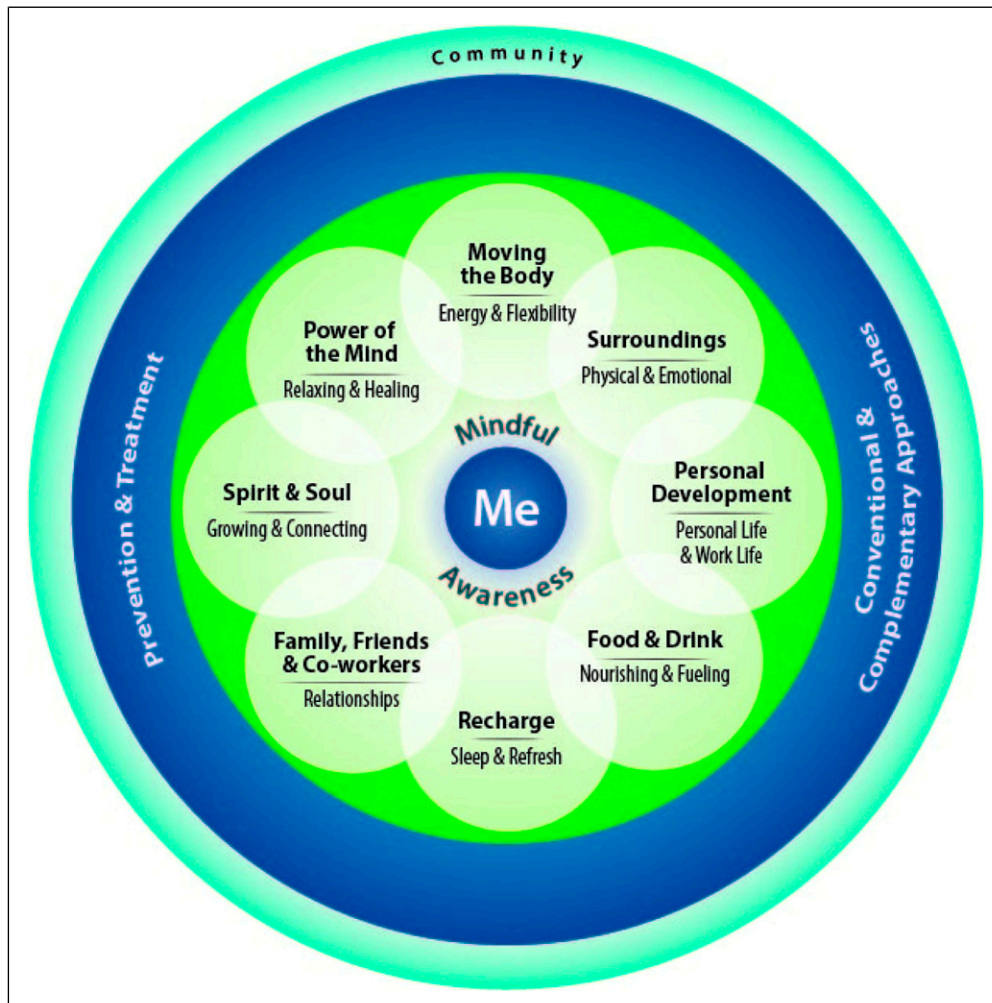 Community
Prevention & Treatment
Conventional &
Complementary Approaches
Moving
the Body
Energy & Flexibility
Surroundings
Physical & Emotional
Personal
Development
Personal Life
& Work Life
Food & Drink
Nourishing & Fueling
Recharge
Sleep & Refresh
Family, Friends
& Co-workers
Relationships
Spirit & Soul
Growing & Connecting
Power of
the Mind
Relaxing & Healing
Mindful
Me
Awareness